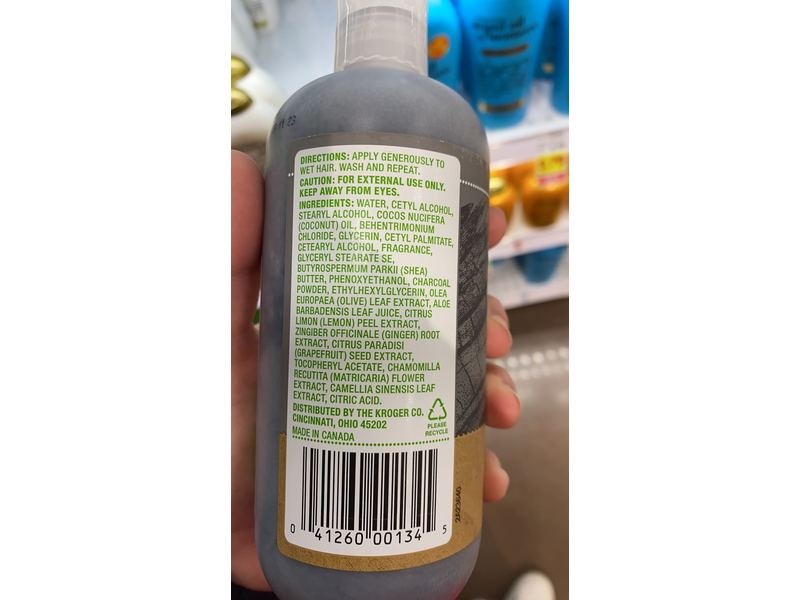 11 23
DIRECTIONS: APPLY GENEROUSLY TO
WET HAIR. WASH AND REPEAT.
CAUTION: FOR EXTERNAL USE ONLY.
KEEP AWAY FROM EYES.
INGREDIENTS: WATER, CETYL ALCOHOL,
STEARYL ALCOHOL, COCOS NUCIFERA
(COCONUT) OIL, BEHENTRIMONIUM
CHLORIDE, GLYCERIN, CETYL PALMITATE,
CETEARYL ALCOHOL, FRAGRANCE,
GLYCERYL STEARATE SE,
BUTYROSPERMUM PARKII (SHEA)
BUTTER, PHENOXYETHANOL, CHARCOAL
POWDER, ETHYLHEXYLGLYCERIN, OLEA
EUROPAEA (OLIVE) LEAF EXTRACT, ALOE
BARBADENSIS LEAF JUICE, CITRUS
LIMON (LEMON) PEEL EXTRACT,
ZINGIBER OFFICINALE (GINGER) ROOT
EXTRACT, CITRUS PARADISI
(GRAPEFRUIT) SEED EXTRACT,
TOCOPHERYL ACETATE, CHAMOMILLA
RECUTITA (MATRICARIA) FLOWER
EXTRACT, CAMELLIA SINENSIS LEAF
EXTRACT, CITRIC ACID.
DISTRIBUTED BY THE KROGER CO.
CINCINNATI, OHIO 45202
MADE IN CANADA
PLEASE
RECYCLE
0 41260 00134 5